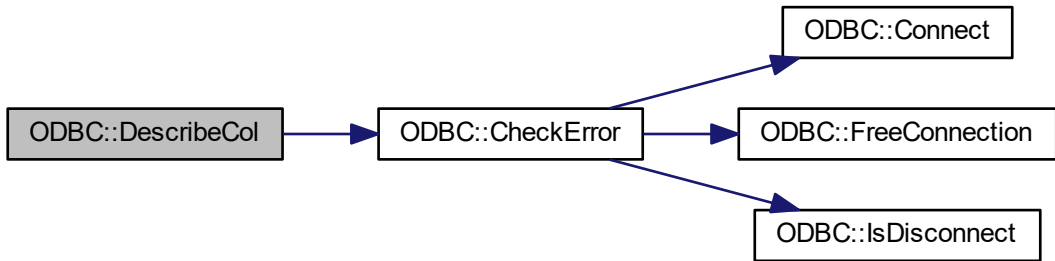 ODBC::Connect
ODBC::DescribeCol
ODBC::CheckError
ODBC::FreeConnection
ODBC::IsDisconnect